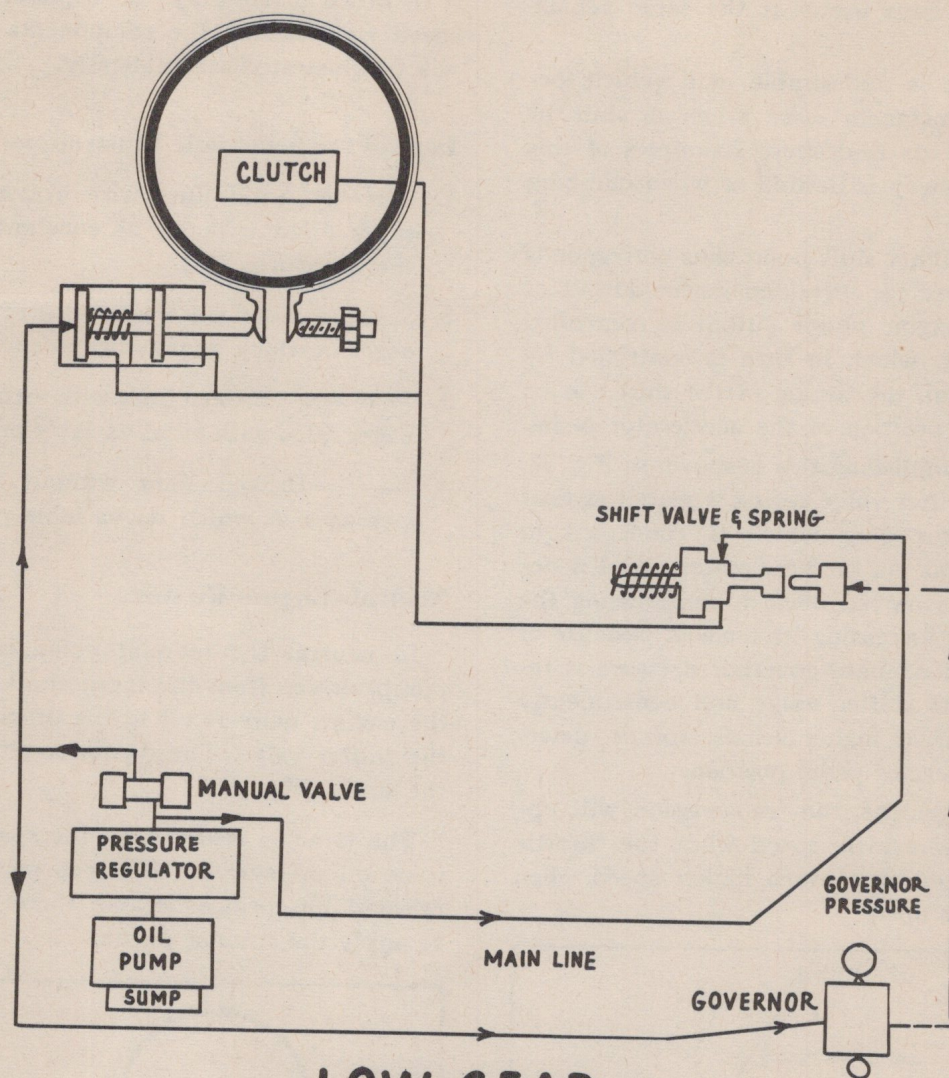 CLUTCH
SHIFT VALVE & SPRING
MANUAL VALVE
PRESSURE
REGULATOR
OIL
PUMP
SUMP
MAIN LINE
GOVERNOR
PRESSURE
GOVERNOR
LOW GEAR